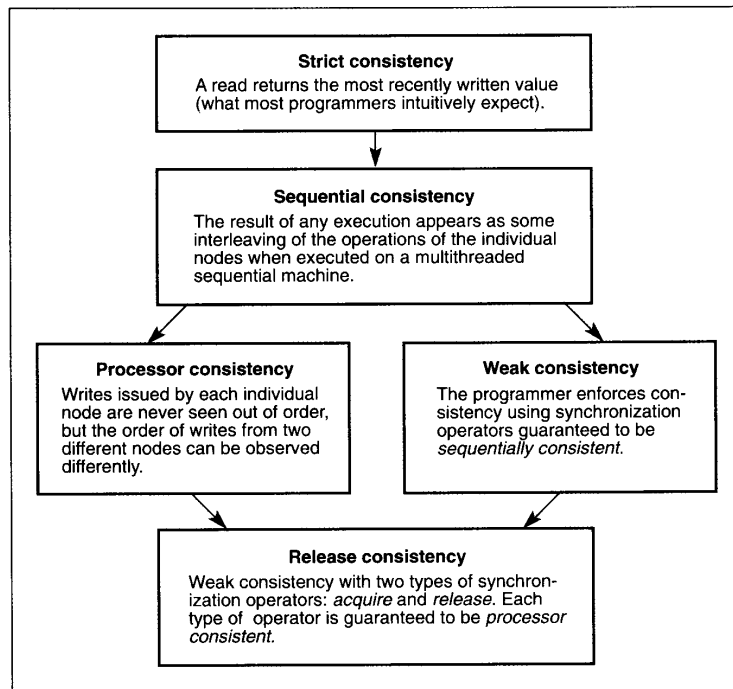 Strict consistency
A read returns the most recently written value
(what most programmers intuitively expect).
Sequential consistency
The result of any execution appears as some
interleaving of the operations of the individual
nodes when executed on a multithreaded
sequential machine.
Processor consistency
Writes issued by each individual
node are never seen out of order,
but the order of writes from two
different nodes can be observed
differently.
Weak consistency
The programmer enforces con-
sistency using synchronization
operators guaranteed to be
sequentially consistent.
Release consistency
Weak consistency with two types of synchron-
ization operators: acquire and release. Each
type of operator is guaranteed to be processor
consistent.